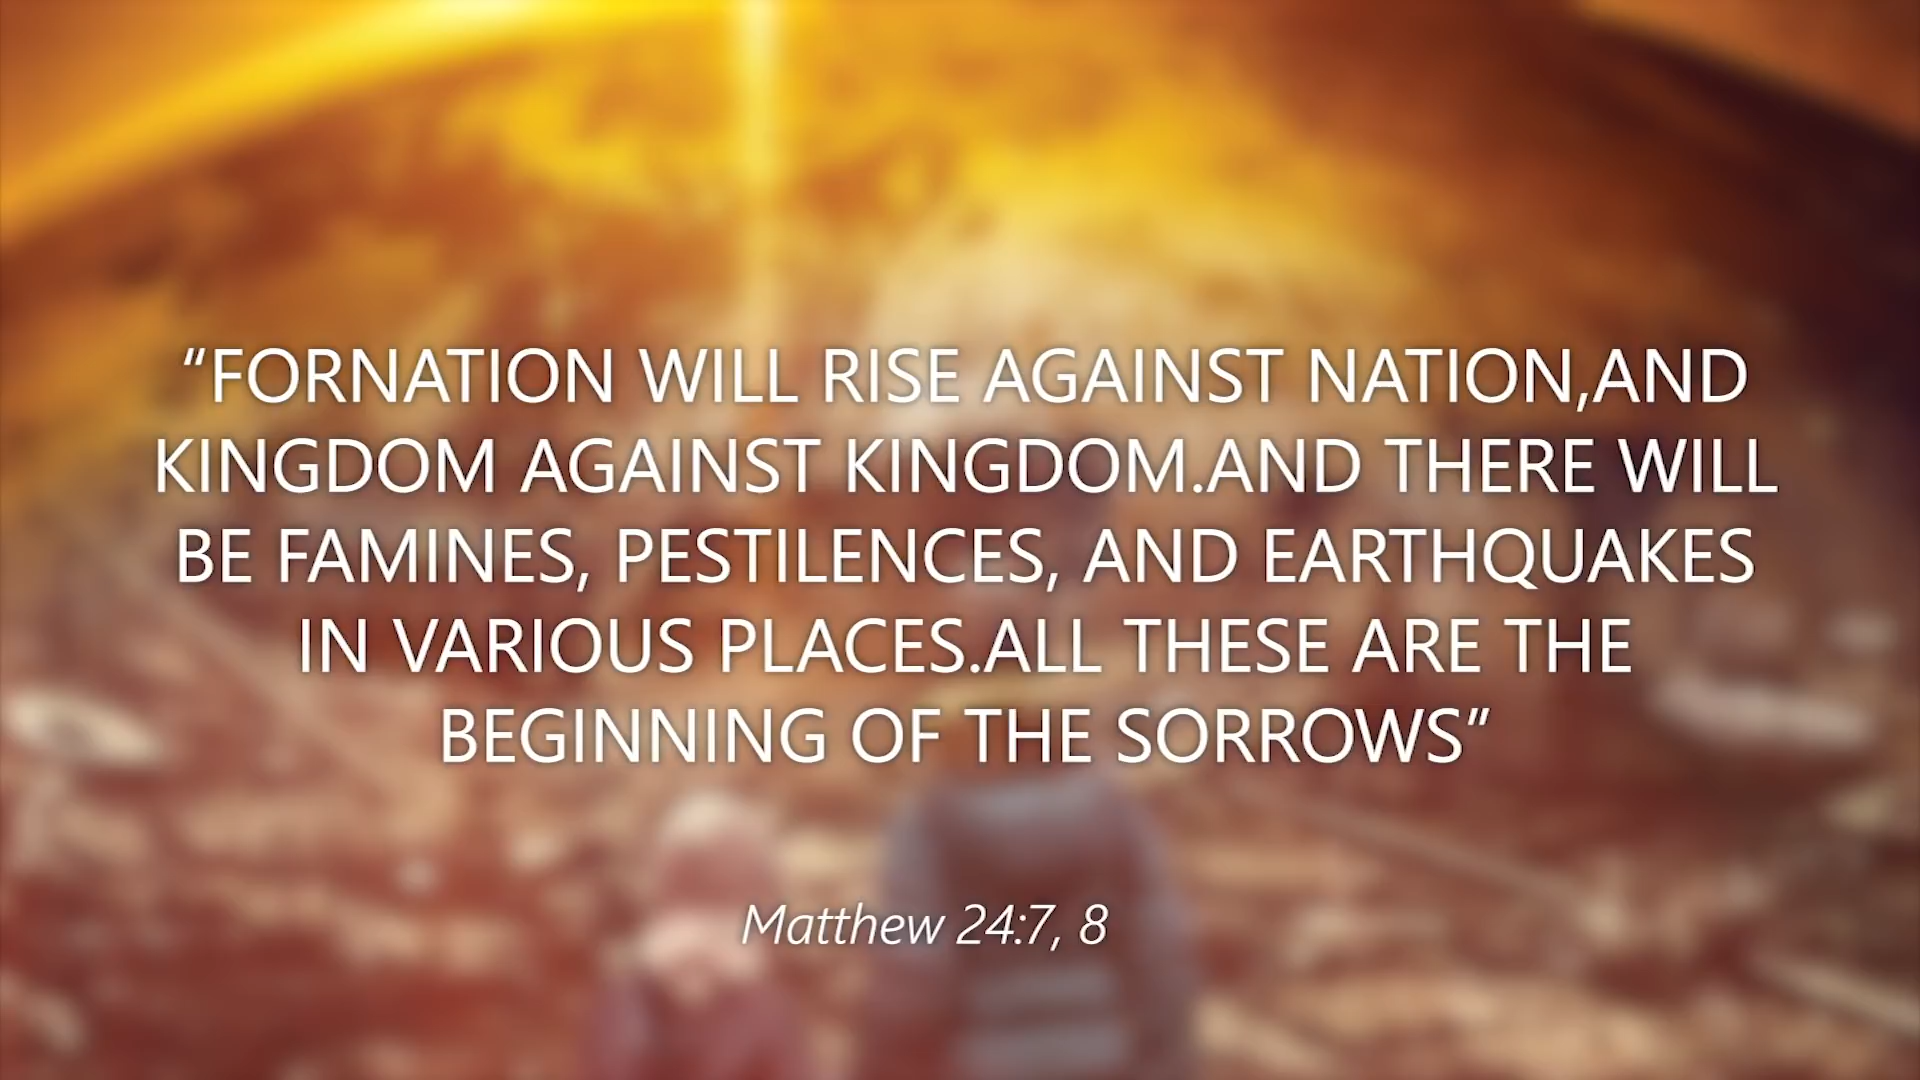 “FORNATION WILL RISE AGAINST NATION,AND
KINGDOM AGAINST KINGDOM.AND THERE WILL
BE FAMINES, PESTILENCES, AND EARTHQUAKES
IN VARIOUS PLACES.ALL THESE ARE THE
BEGINNING OF THE SORROWS”
Matthew 24:7, 8